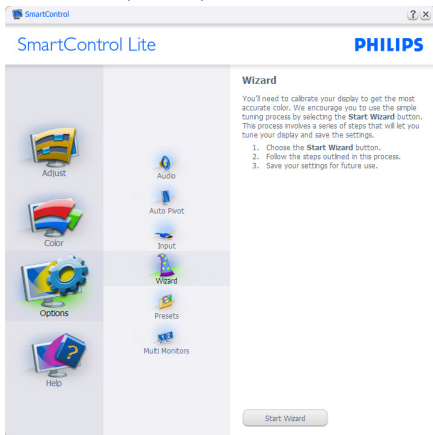 SmartControl
SmartControl Lite
PHILIPS
Adjust
Color
Options
Help
Audio
Auto Pivot
Input
Wizard
Presets
Multi Monitors
Wizard
You'll need to calibrate your display to get the most
accurate color. We encourage you to use the simple
tuning process by selecting the Start Wizard button.
This process involves a series of steps that will let you
tune your display and save the settings.
1. Choose the Start Wizard button.
2. Follow the steps outlined in this process.
3. Save your settings for future use.
Start Wizard